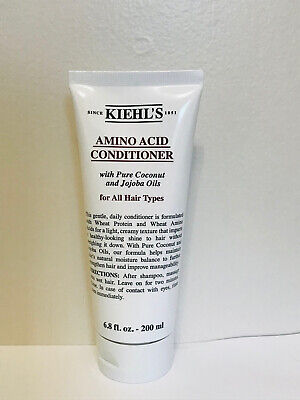 SINCE KIEHL'S 1851
AMINO ACID
CONDITIONER
with Pure Coconut
and Jojoba Oils
for All Hair Types
This gentle, daily conditioner is formulated
with Wheat Protein and Wheat Amino
Acids for a light, creamy texture that imparts
healthy-looking shine to hair without
weighing it down. With Pure Coconut and
Jojoba Oils, our formula helps maintain
natural moisture balance to further
strengthen hair and improve manageability.
DIRECTIONS: After shampoo, massage
wet hair. Leave on for two minutes
In case of contact with eyes,
immediately.
6.8 fl. oz. - 200 ml